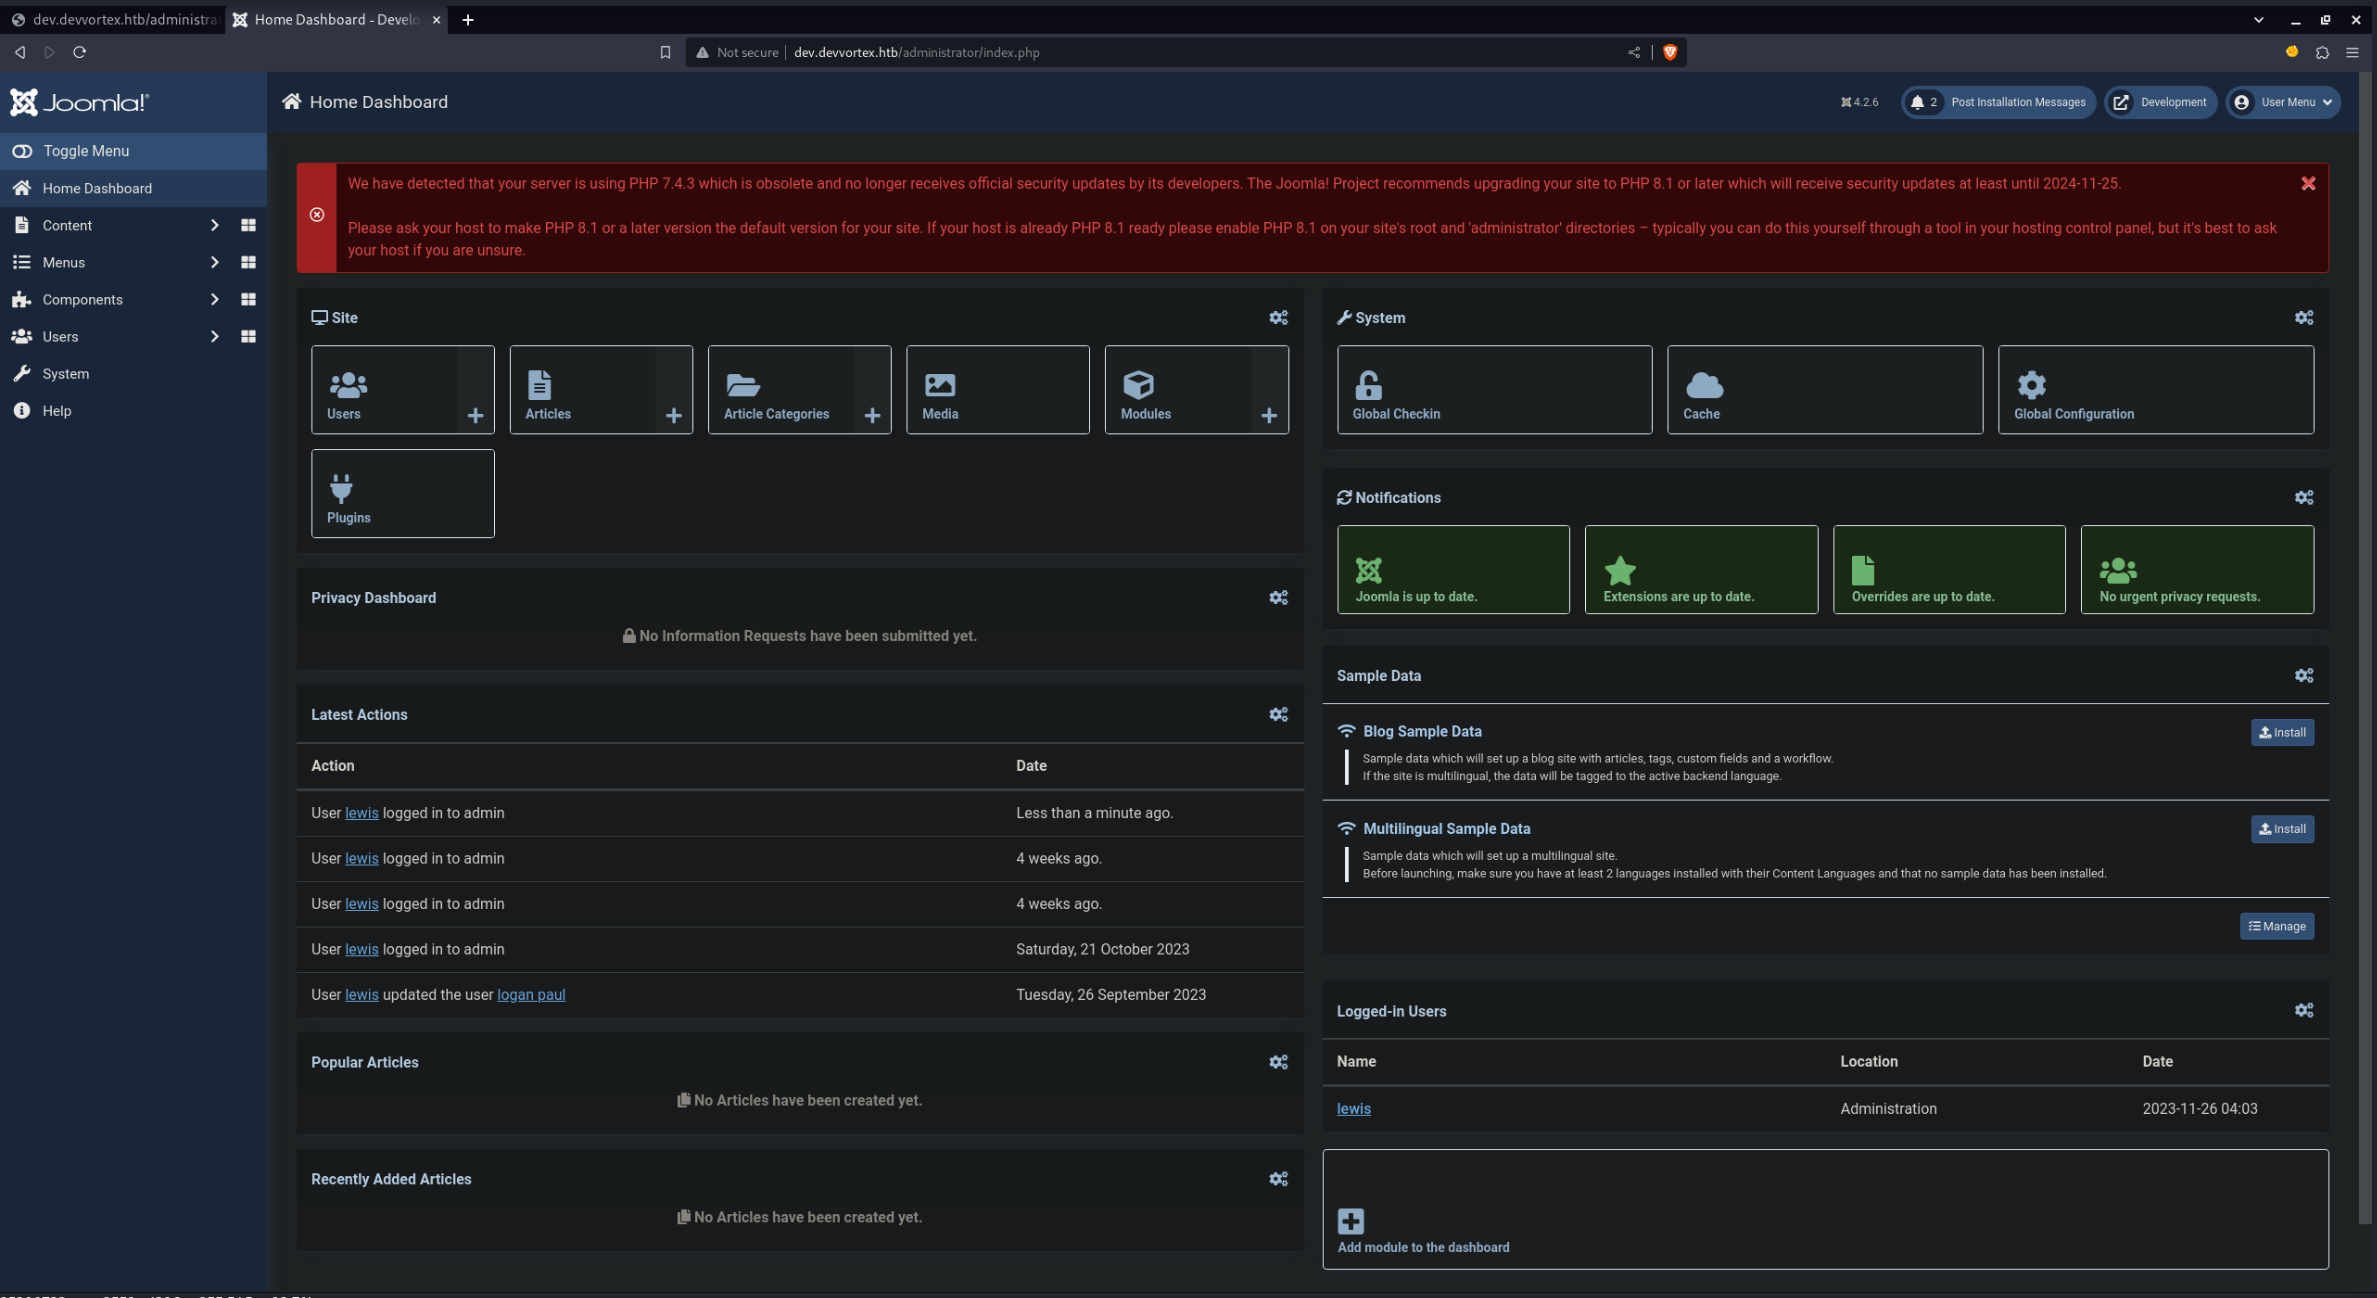 dev.devvortex.htb/administra
Home Dashboard - Develo
Not secure
dev.devvortex.htb/administrator/index.php
Joomla!
Home Dashboard
4.2.6
2 Post Installation Messages
Development
User Menu
Toggle Menu
Home Dashboard
Content
Menus
Components
Users
System
Help
We have detected that your server is using PHP 7.4.3 which is obsolete and no longer receives official security updates by its developers. The Joomla! Project recommends upgrading your site to PHP 8.1 or later which will receive security updates at least until 2024-11-25.
Please ask your host to make PHP 8.1 or a later version the default version for your site. If your host is already PHP 8.1 ready please enable PHP 8.1 on your site's root and 'administrator' directories – typically you can do this yourself through a tool in your hosting control panel, but it's best to ask
your host if you are unsure.
Site
Users
Articles
Article Categories
Media
Modules
Plugins
Privacy Dashboard
No Information Requests have been submitted yet.
Latest Actions
Action Date
User lewis logged in to admin Less than a minute ago.
User lewis logged in to admin 4 weeks ago.
User lewis logged in to admin 4 weeks ago.
User lewis logged in to admin Saturday, 21 October 2023
User lewis updated the user logan paul Tuesday, 26 September 2023
Popular Articles
No Articles have been created yet.
Recently Added Articles
No Articles have been created yet.
System
Global Checkin
Cache
Global Configuration
Notifications
Joomla is up to date.
Extensions are up to date.
Overrides are up to date.
No urgent privacy requests.
Sample Data
Blog Sample Data
Install
Sample data which will set up a blog site with articles, tags, custom fields and a workflow.
If the site is multilingual, the data will be tagged to the active backend language.
Multilingual Sample Data
Install
Sample data which will set up a multilingual site.
Before launching, make sure you have at least 2 languages installed with their Content Languages and that no sample data has been installed.
Manage
Logged-in Users
Name Location Date
lewis Administration 2023-11-26 04:03
Add module to the dashboard